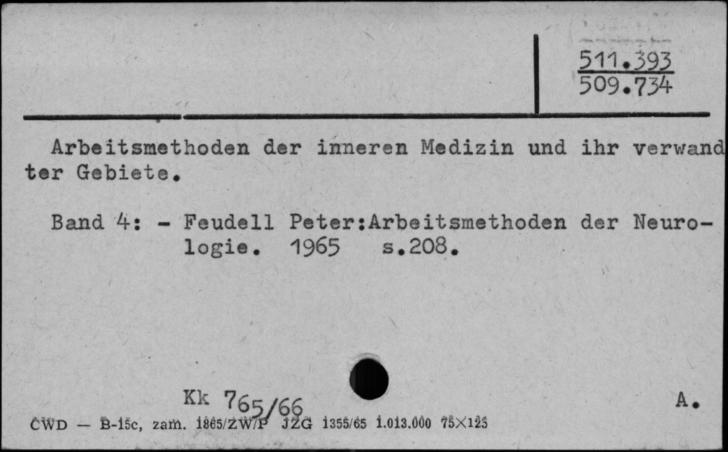 511.393
509.734
Arbeitsmethoden der inneren Medizin und ihr verwand
ter Gebiete.
Band 4: - Feudell Peter:Arbeitsmethoden der Neuro-
logie. 1965 s.208.
Kk 765/66
A.
CWD — B-15c, zam. 1865/ZW/P JZG 1355/65 1.013.000 75×125